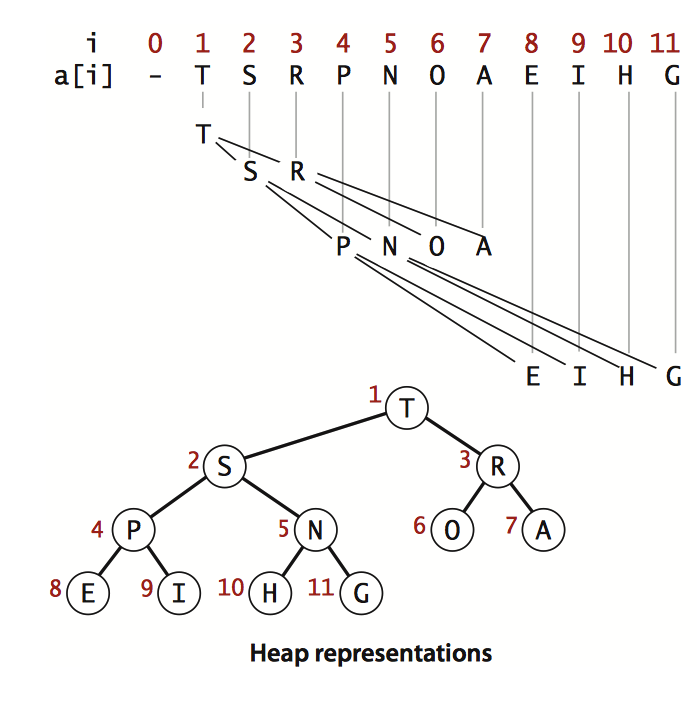 i 0 1 2 3 4 5 6 7 8 9 10 11
a[i] - T S R P N O A E I H G
T
S R
P N O A
E I H G
1 T
2 S 3 R
4 P 5 N 6 O 7 A
8 E 9 I 10 H 11 G
Heap representations